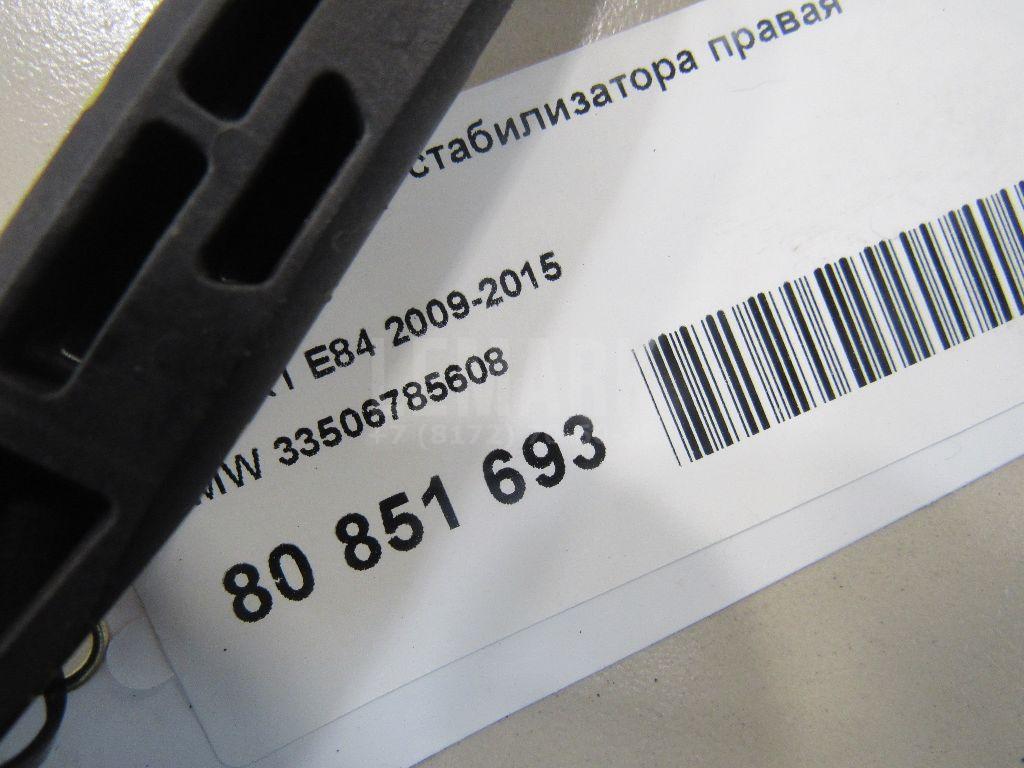 стабилизатора правая
E84 2009-2015
MW 33506785608
80 851 693